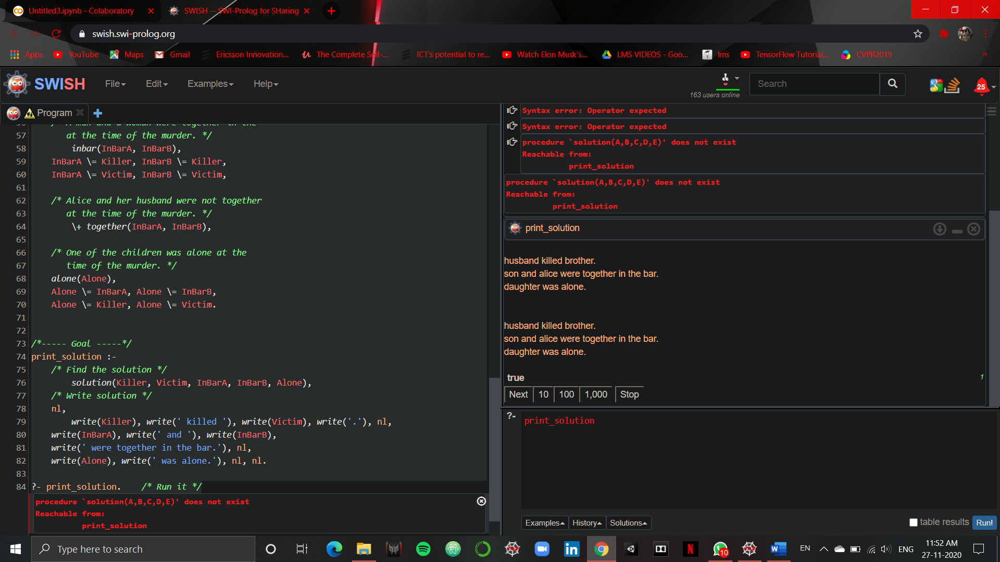 Untitled3.ipynb - Colaboratory
SWISH -- SWI-Prolog for SHaring
swish.swi-prolog.org
Apps YouTube Maps Gmail Ericsson Innovation... The Complete Self-... ICT's potential to re... Watch Elon Musk's... LMS VIDEOS - Goo... lms TensorFlow Tutorial... CVPR2019 »
SWISH File Edit Examples Help 163 users online Search 25
Program
at the time of the murder. */
57 at the time of the murder. */
58 inbar(InBarA, InBarB),
59 InBarA \= Killer, InBarB \= Killer,
60 InBarA \= Victim, InBarB \= Victim,
61
62 /* Alice and her husband were not together
63 at the time of the murder. */
64 \+ together(InBarA, InBarB),
65
66 /* One of the children was alone at the
67 time of the murder. */
68 alone(Alone),
69 Alone \= InBarA, Alone \= InBarB,
70 Alone \= Killer, Alone \= Victim.
71
72
73 /*----- Goal -----*/
74 print_solution :-
75 /* Find the solution */
76 solution(Killer, Victim, InBarA, InBarB, Alone),
77 /* Write solution */
78 nl,
79 write(Killer), write(' killed '), write(Victim), write('.'), nl,
80 write(InBarA), write(' and '), write(InBarB),
81 write(' were together in the bar.'), nl,
82 write(Alone), write(' was alone.'), nl, nl.
83
84 ?- print_solution. /* Run it */
procedure `solution(A,B,C,D,E)' does not exist
Reachable from:
print_solution
Syntax error: Operator expected
Syntax error: Operator expected
procedure `solution(A,B,C,D,E)' does not exist
Reachable from:
print_solution
procedure `solution(A,B,C,D,E)' does not exist
Reachable from:
print_solution
print_solution
husband killed brother.
son and alice were together in the bar.
daughter was alone.
husband killed brother.
son and alice were together in the bar.
daughter was alone.
true 1
Next 10 100 1,000 Stop
?- print_solution
Examples History Solutions table results Run!
Type here to search
10
EN ENG 11:52 AM
27-11-2020